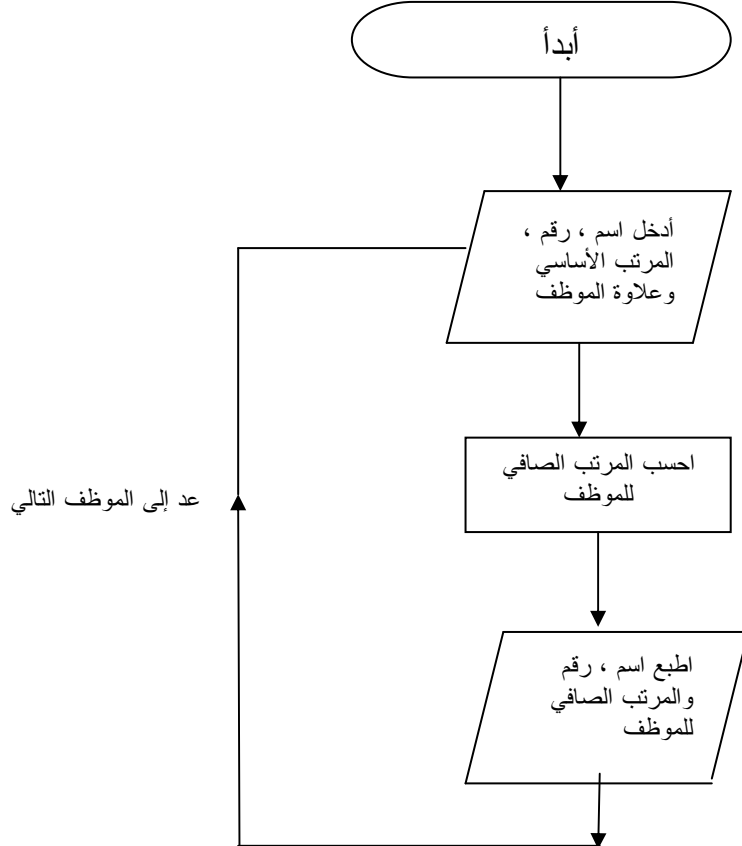 أبدأ
أدخل اسم ، رقم ،
المرتب الأساسي
وعلاوة الموظف
احسب المرتب الصافي
للموظف
عد إلى الموظف التالي
اطبع اسم ، رقم
والمرتب الصافي
للموظف